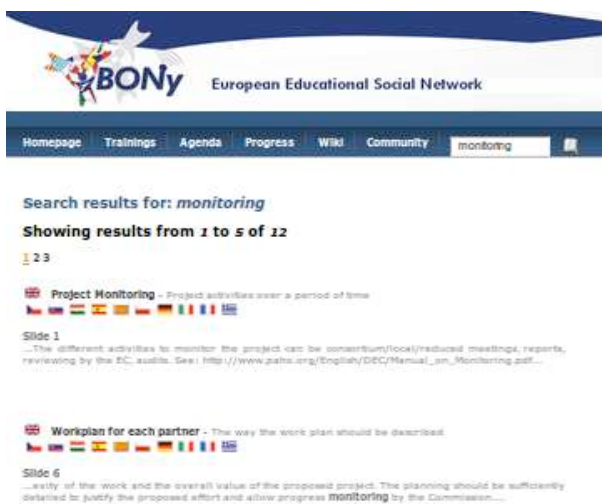 BONy European Educational Social Network
Homepage Trainings Agenda Progress Wiki Community monitoring
Search results for: monitoring
Showing results from 1 to 5 of 12
1 2 3
Project Monitoring - Project activities over a period of time
Slide 1
...The different activities to monitor the project can be consortium/local/reduced meetings, reports,
reviewing by the EC, audits. See: http://www.paho.org/English/DEC/Manual_on_Monitoring.pdf...
Workplan for each partner - The way the work plan should be described
Slide 6
...exity of the work and the overall value of the proposed project. The planning should be sufficiently
detailed to justify the proposed effort and allow progress monitoring by the Commission....